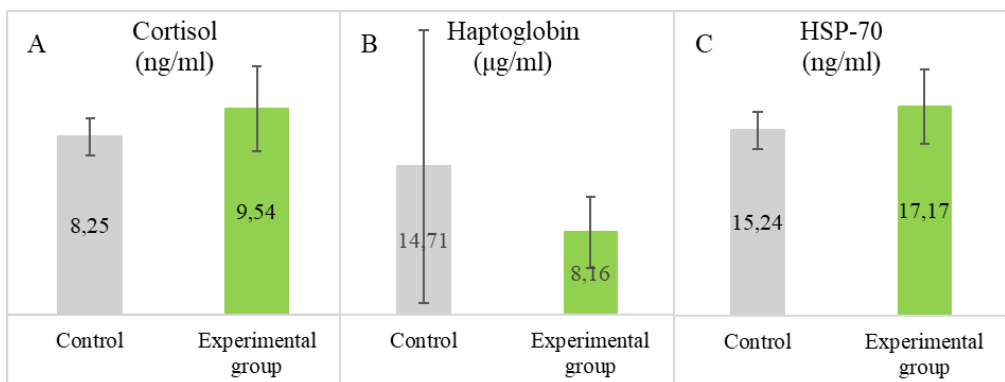 A
Cortisol
(ng/ml)
8,25
9,54
Control
Experimental
group
B
Haptoglobin
(μg/ml)
14,71
8,16
Control
Experimental
group
C
HSP-70
(ng/ml)
15,24
17,17
Control
Experimental
group